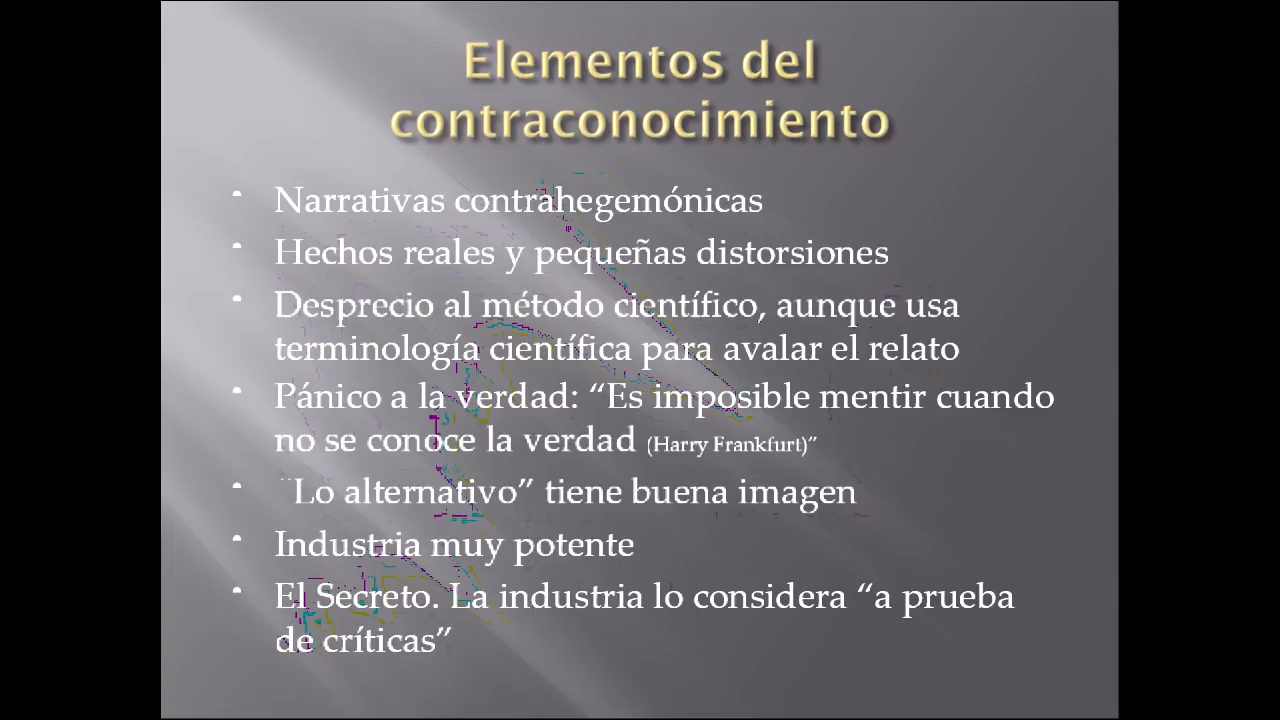 Elementos del
contraconocimiento
• Narrativas contrahegemónicas
• Hechos reales y pequeñas distorsiones
• Desprecio al método científico, aunque usa
terminología científica para avalar el relato
• Pánico a la verdad: “Es imposible mentir cuando
no se conoce la verdad (Harry Frankfurt)”
• “Lo alternativo” tiene buena imagen
• Industria muy potente
• El Secreto. La industria lo considera “a prueba
de críticas”